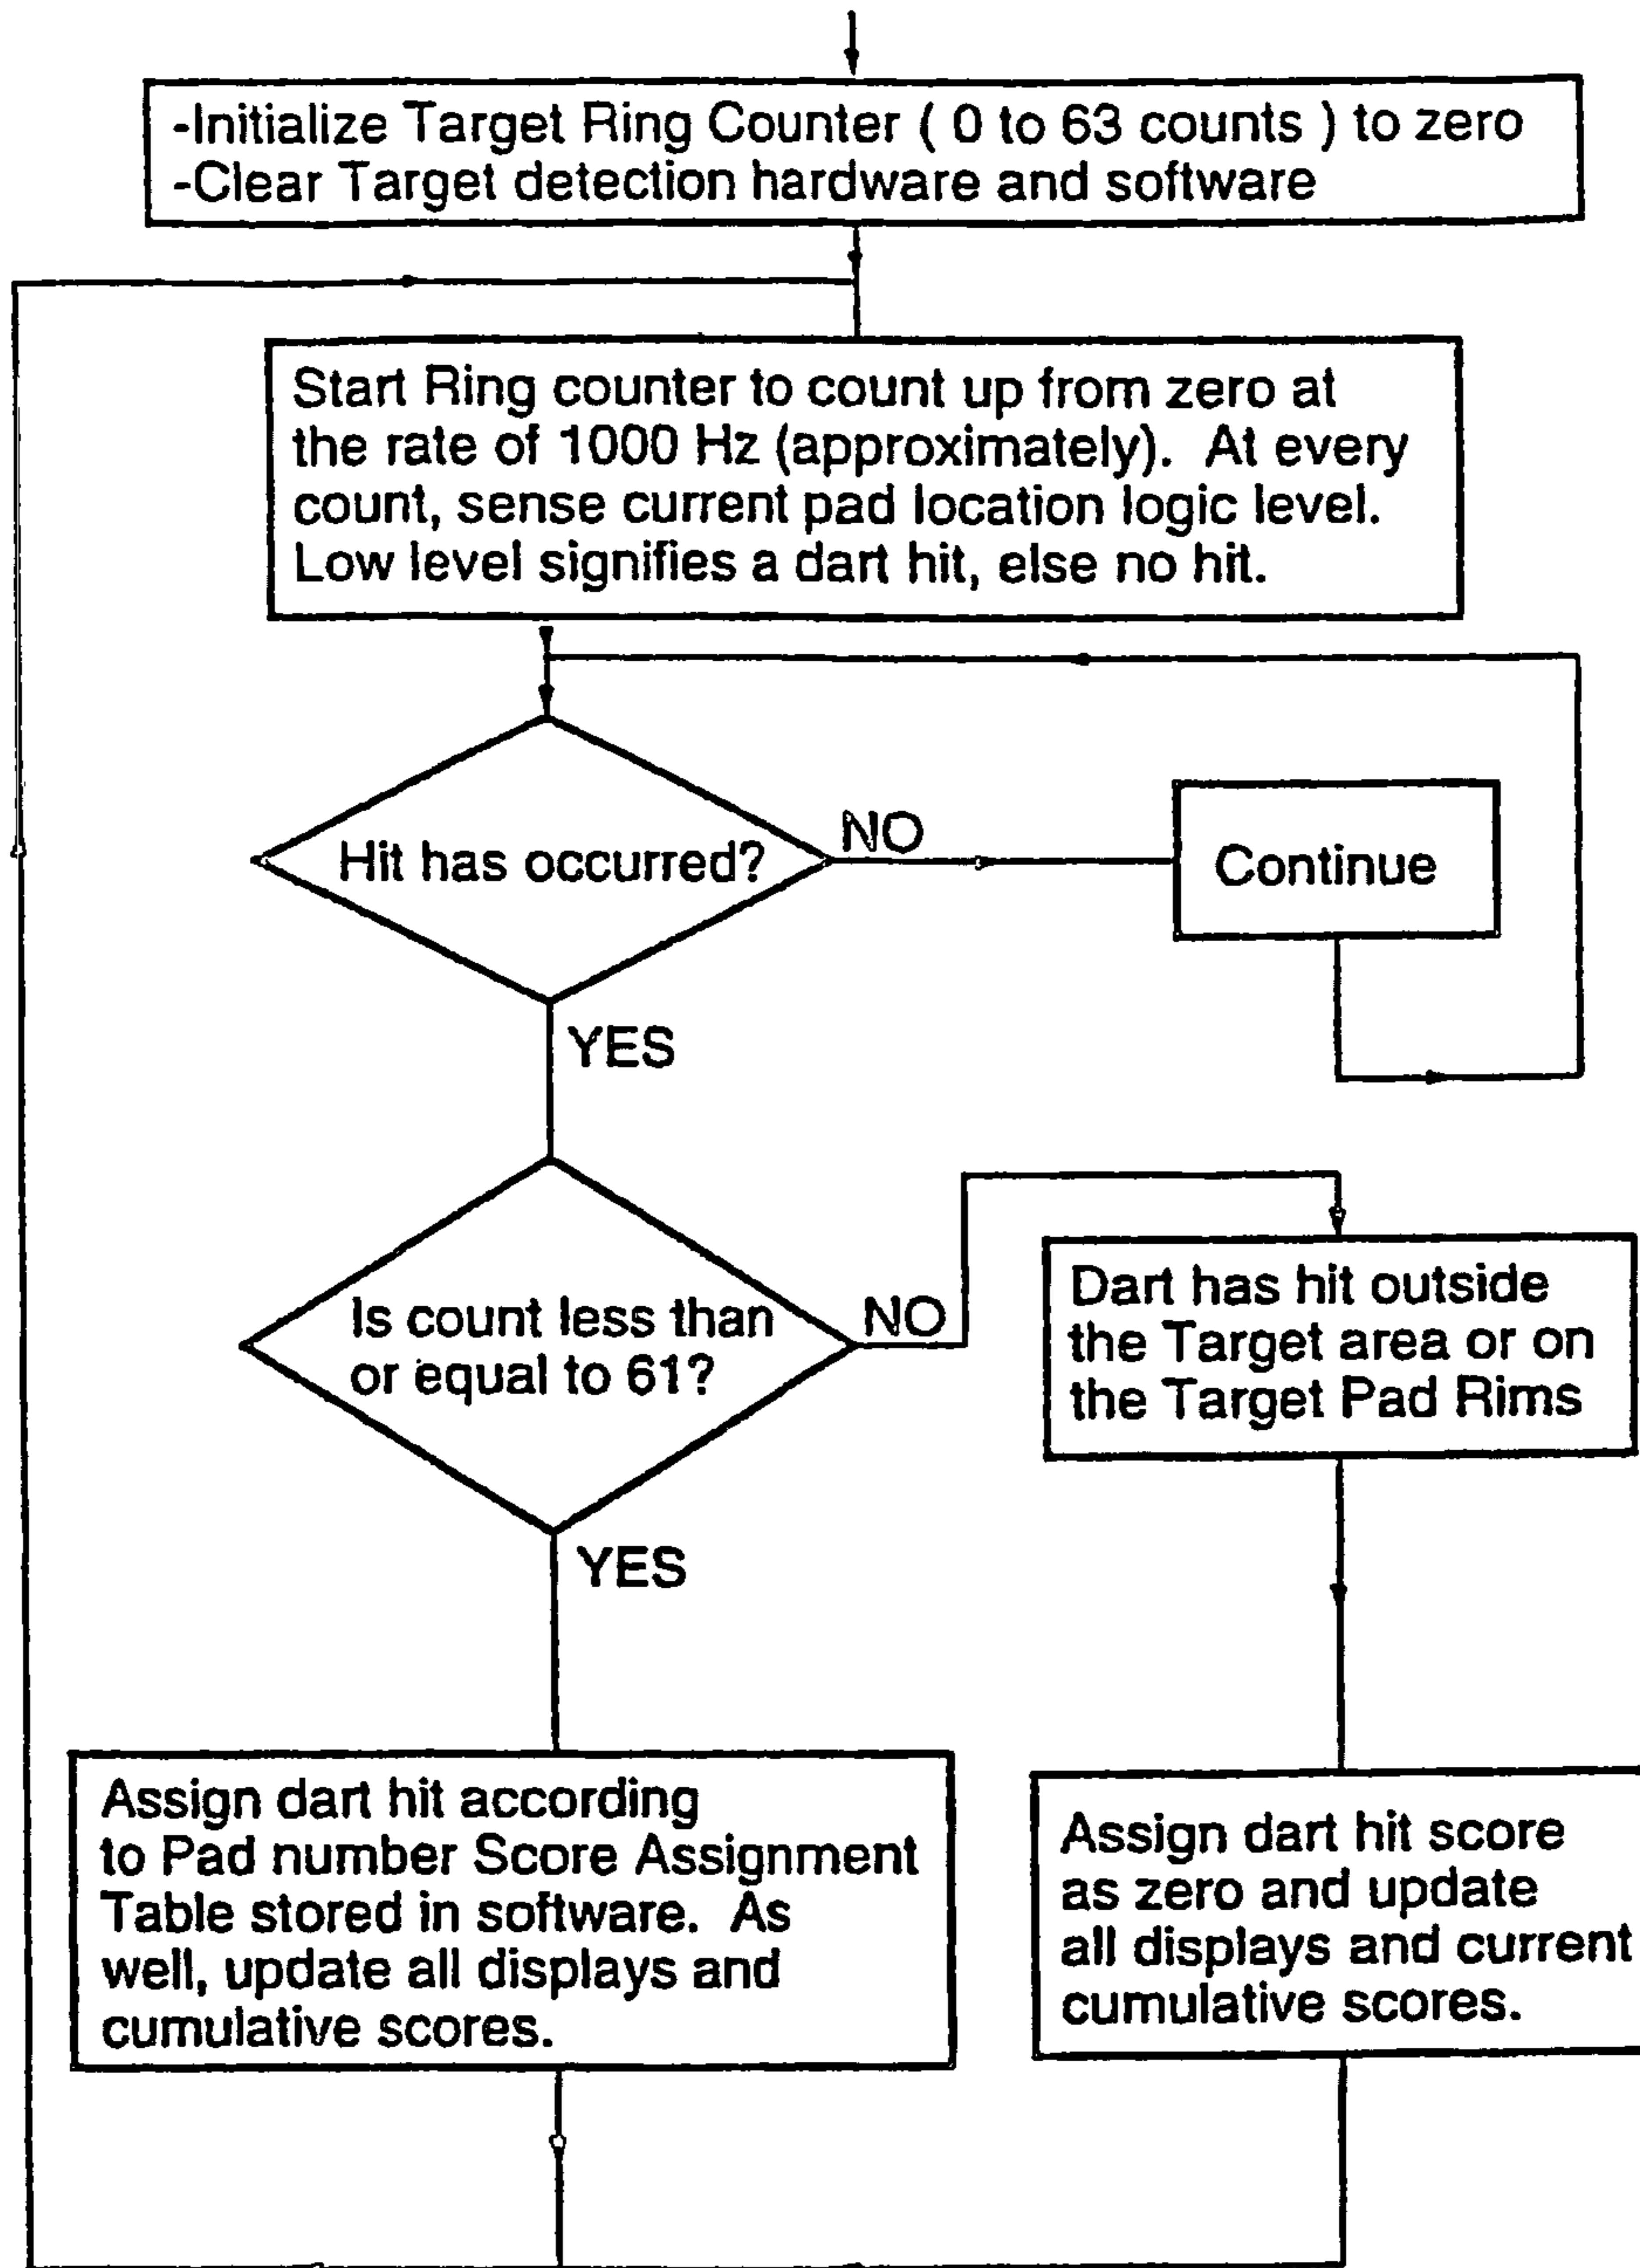 -Initialize Target Ring Counter ( 0 to 63 counts ) to zero
-Clear Target detection hardware and software
Start Ring counter to count up from zero at
the rate of 1000 Hz (approximately). At every
count, sense current pad location logic level.
Low level signifies a dart hit, else no hit.
Hit has occurred?
NO
Continue
YES
Is count less than
or equal to 61?
NO
Dart has hit outside
the Target area or on
the Target Pad Rims
YES
Assign dart hit according
to Pad number Score Assignment
Table stored in software. As
well, update all displays and
cumulative scores.
Assign dart hit score
as zero and update
all displays and current
cumulative scores.